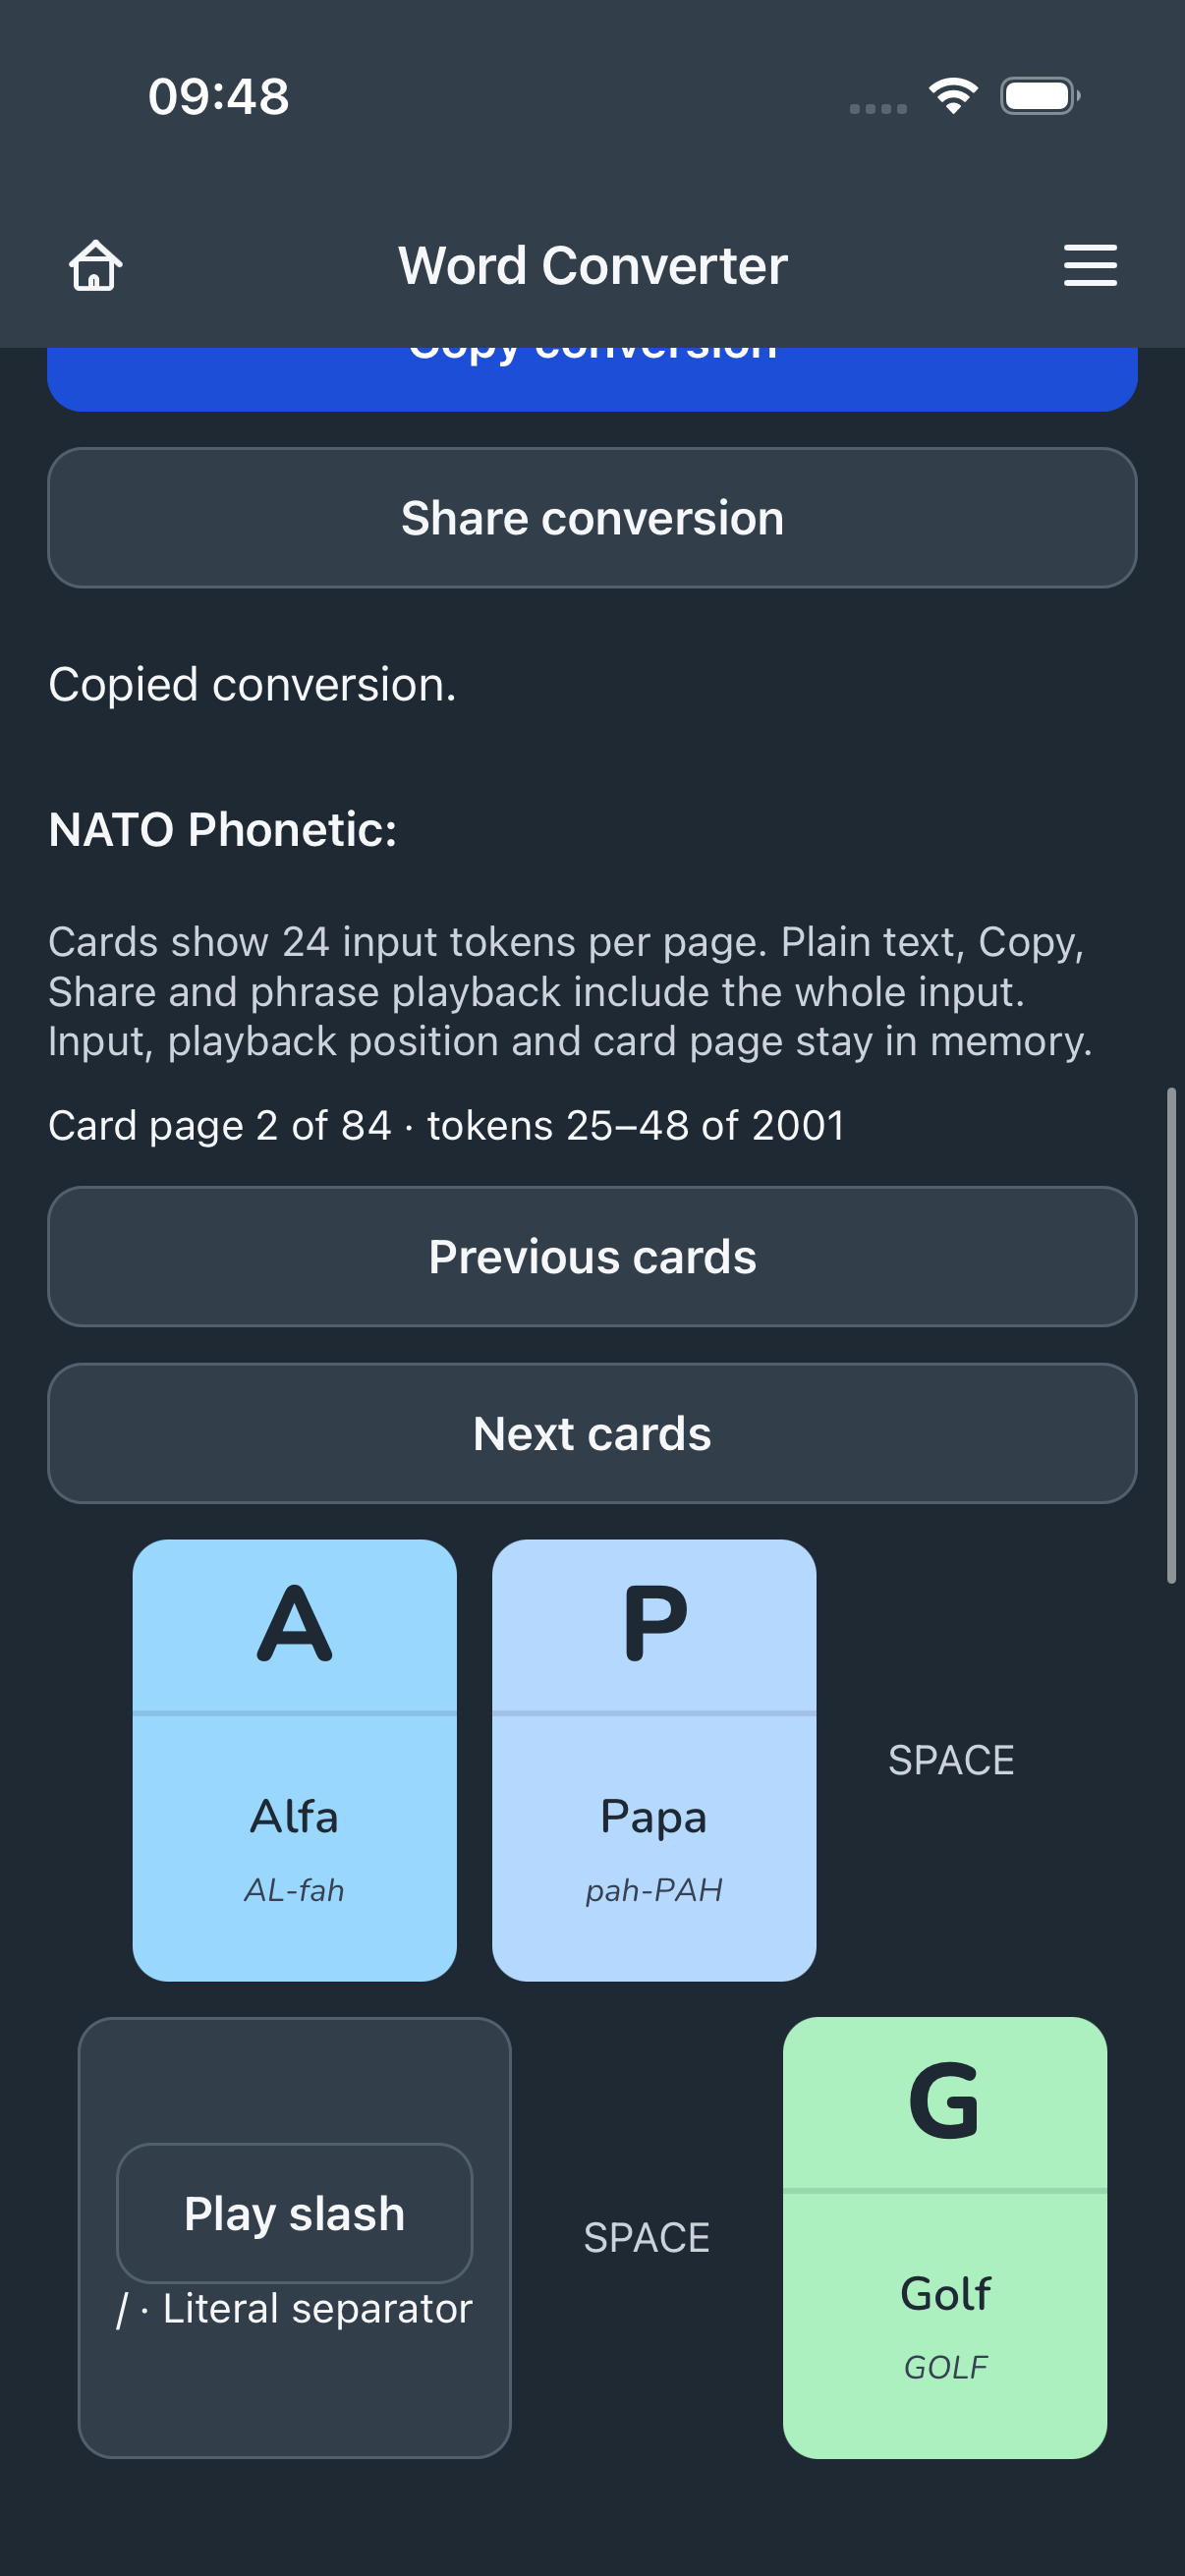 09:48
Word Converter
Copy conversion
Share conversion
Copied conversion.
NATO Phonetic:
Cards show 24 input tokens per page. Plain text, Copy,
Share and phrase playback include the whole input.
Input, playback position and card page stay in memory.
Card page 2 of 84 · tokens 25–48 of 2001
Previous cards
Next cards
A
Alfa
AL-fah
P
Papa
pah-PAH
SPACE
Play slash
/ · Literal separator
SPACE
G
Golf
GOLF